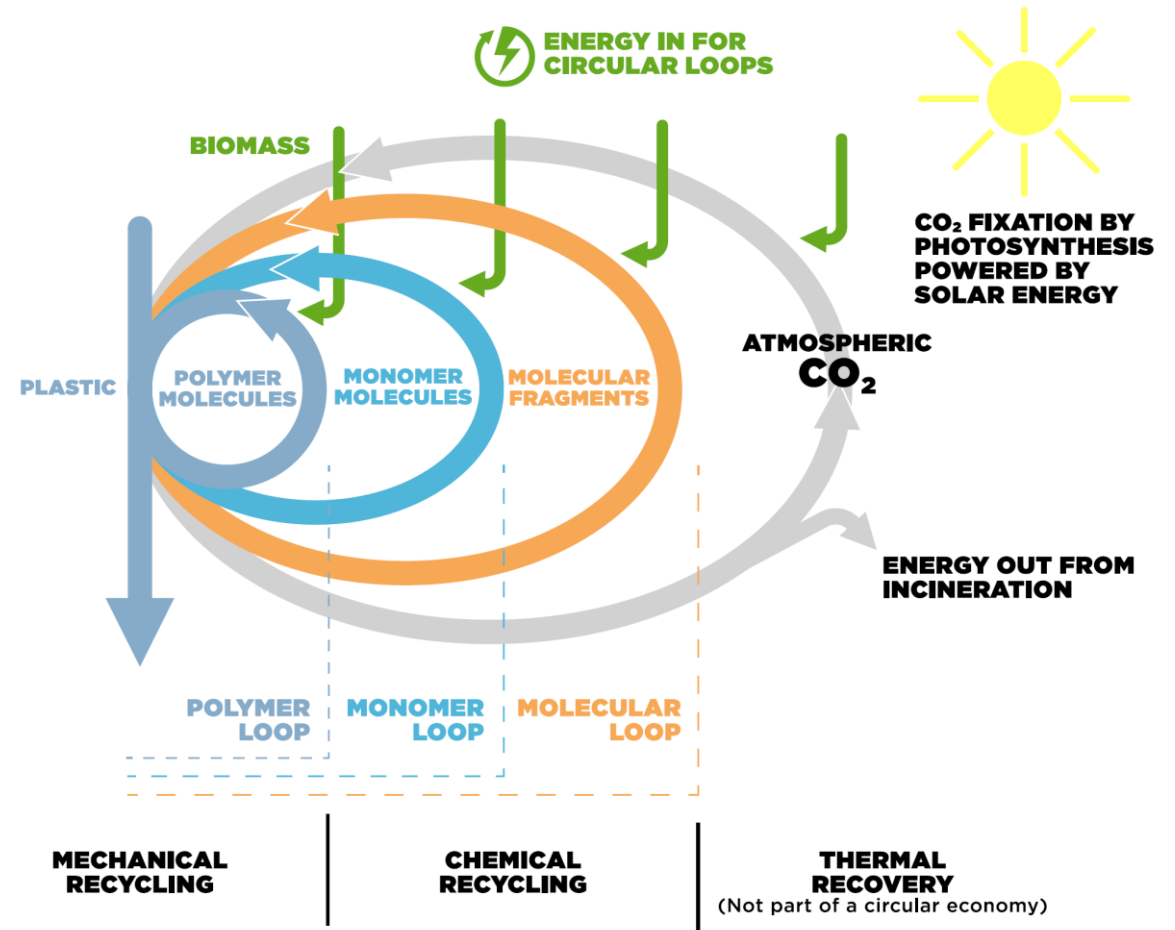 ENERGY IN FOR
CIRCULAR LOOPS
BIOMASS
CO₂ FIXATION BY
PHOTOSYNTHESIS
POWERED BY
SOLAR ENERGY
ATMOSPHERIC
CO₂
PLASTIC
POLYMER
MOLECULES
MONOMER
MOLECULES
MOLECULAR
FRAGMENTS
ENERGY OUT FROM
INCINERATION
POLYMER
LOOP
MONOMER
LOOP
MOLECULAR
LOOP
MECHANICAL
RECYCLING
CHEMICAL
RECYCLING
THERMAL
RECOVERY
(Not part of a circular economy)